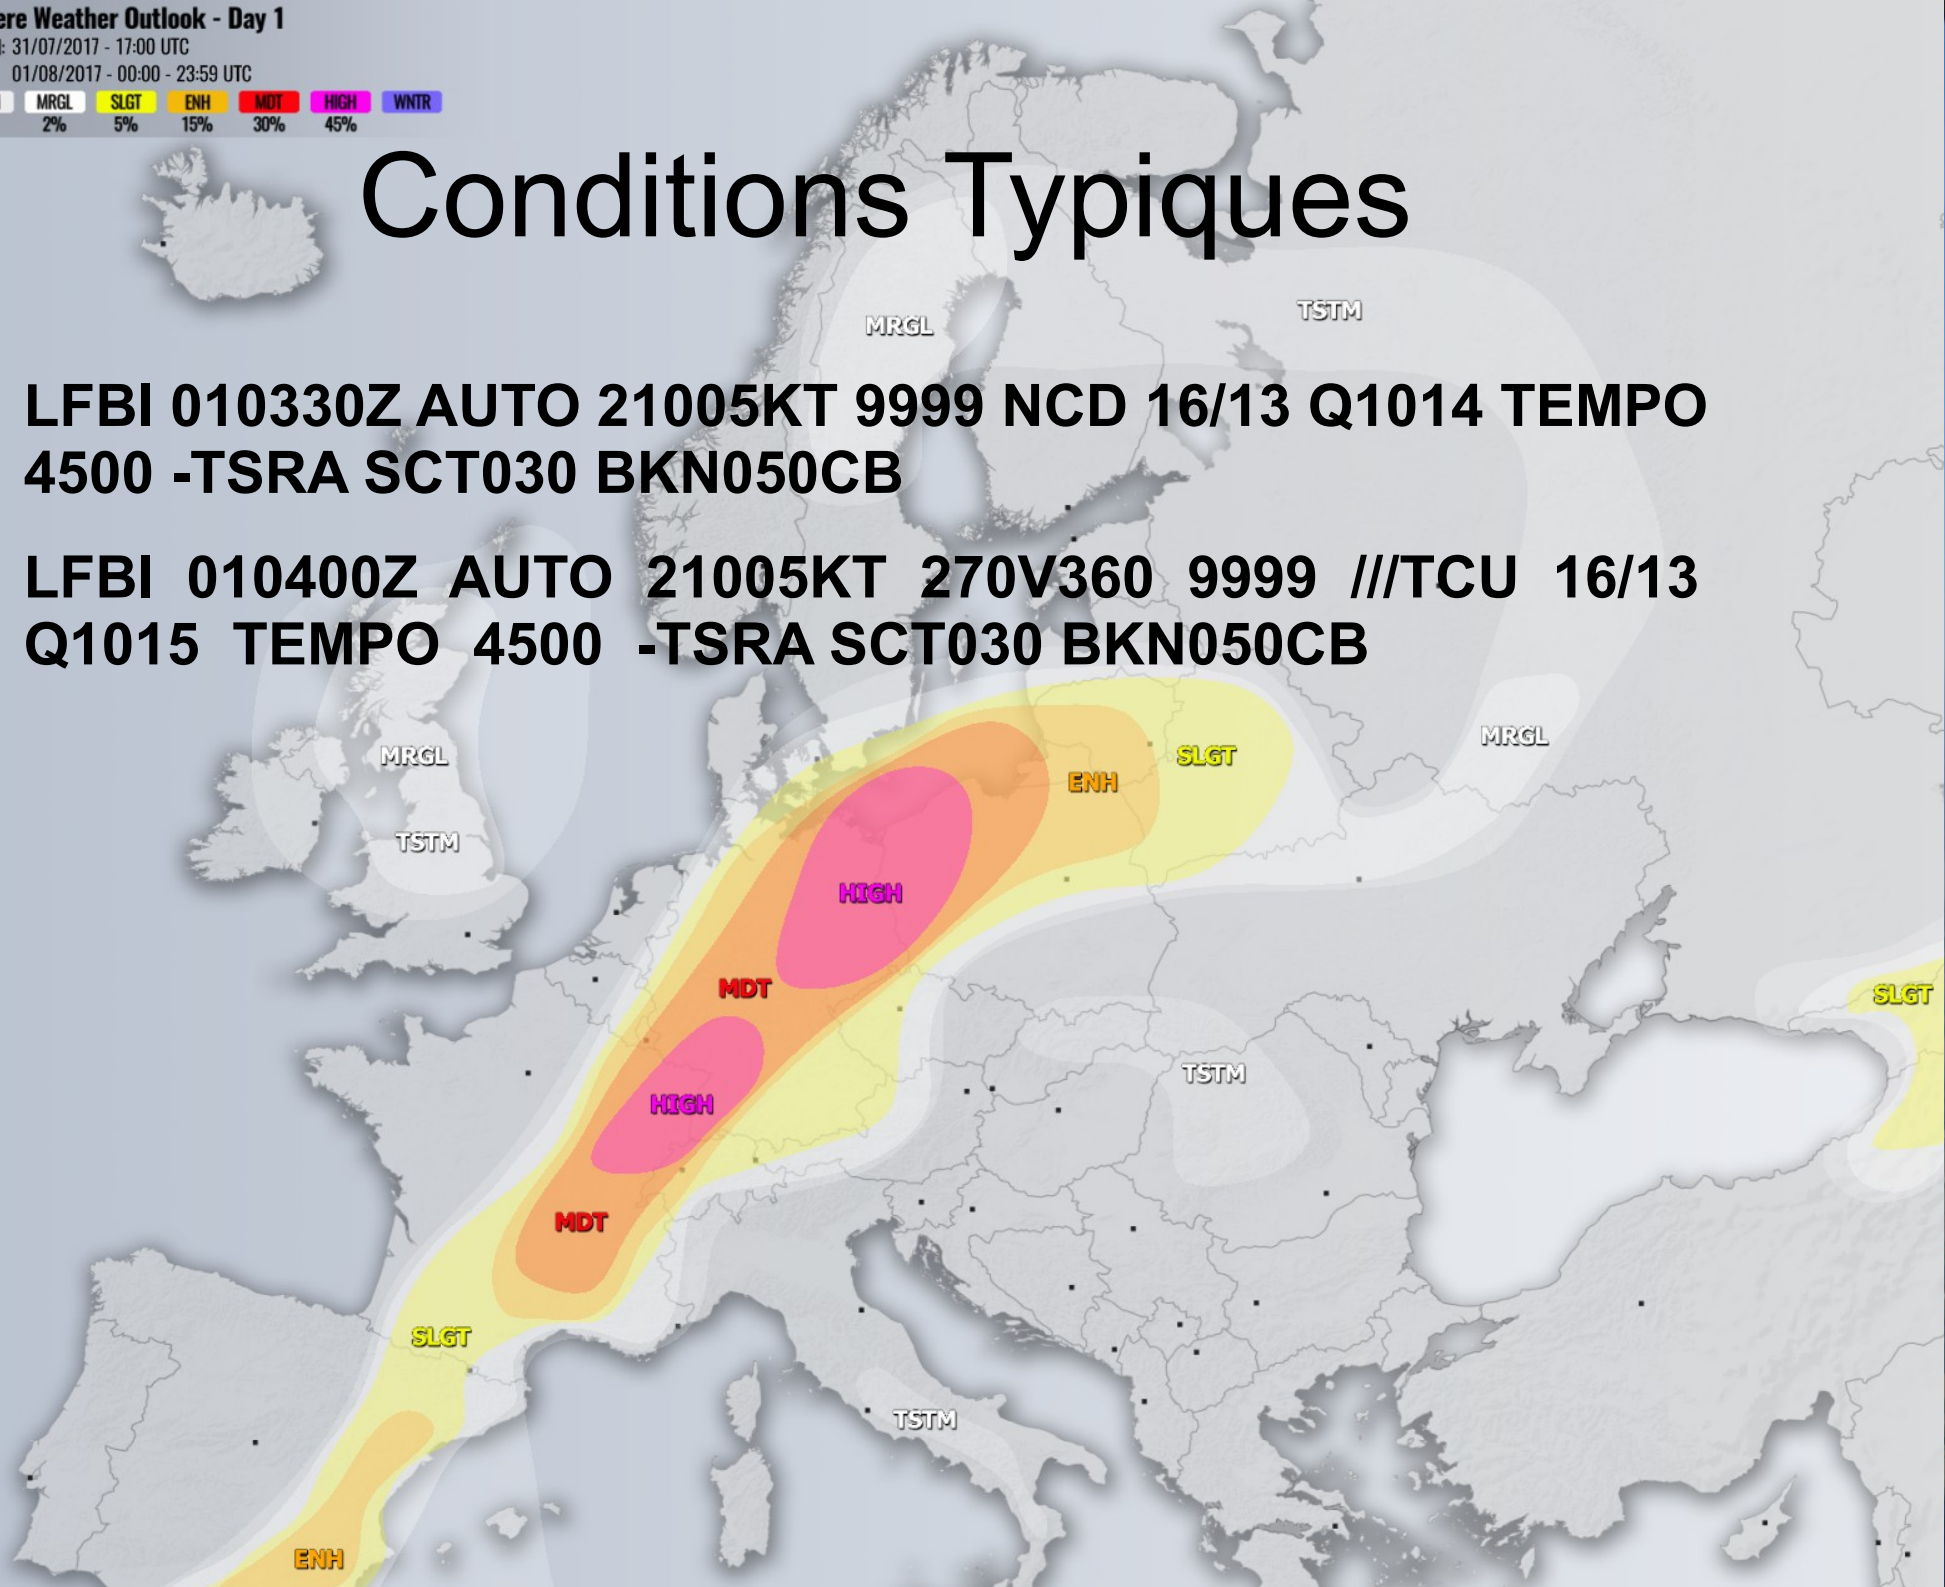 ere Weather Outlook - Day 1
: 31/07/2017 - 17:00 UTC
01/08/2017 - 00:00 - 23:59 UTC
MRGL SLGT ENH MDT HIGH WNTR
2% 5% 15% 30% 45%
Conditions Typiques
TSTM
MRGL
LFBI 010330Z AUTO 21005KT 9999 NCD 16/13 Q1014 TEMPO
4500 -TSRA SCT030 BKN050CB
LFBI 010400Z AUTO 21005KT 270V360 9999 ///TCU 16/13
Q1015 TEMPO 4500 -TSRA SCT030 BKN050CB
MRGL
MRGL
SLGT
ENH
TSTM
HIGH
MDT
SLGT
TSTM
HIGH
MDT
SLGT
TSTM
ENH